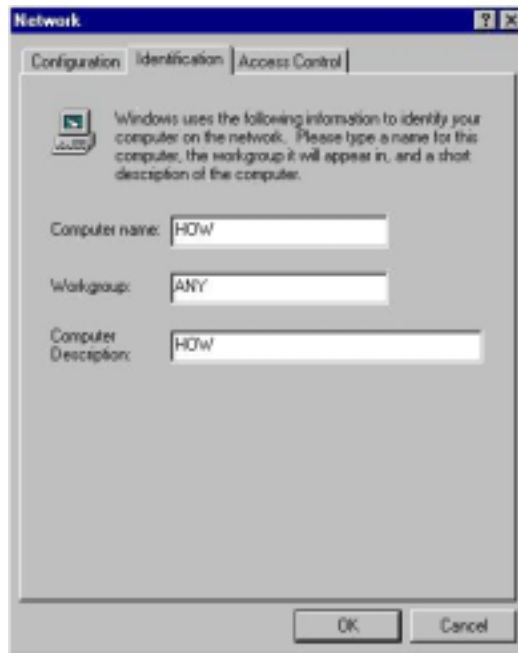 Network
Configuration Identification Access Control
Windows uses the following information to identify your
computer on the network. Please type a name for this
computer, the workgroup it will appear in, and a short
description of the computer.
Computer name: HOW
Workgroup: ANY
Computer
Description: HOW
OK Cancel